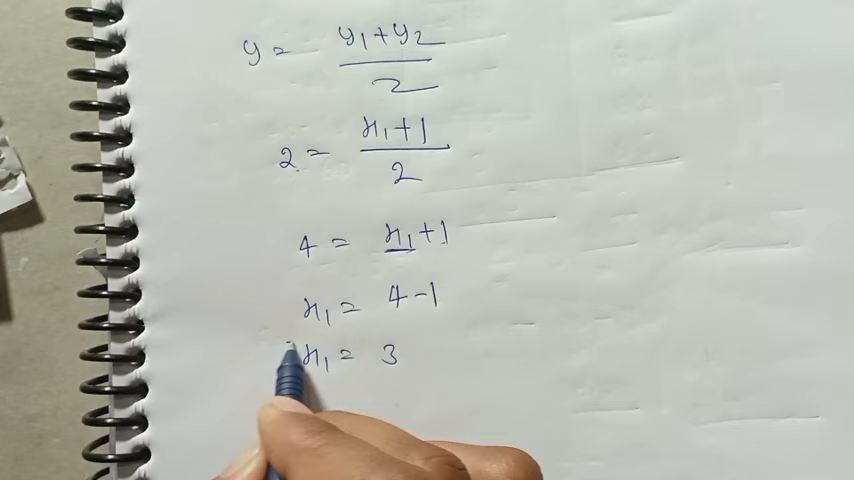 y = y₁+y₂ / 2
2 = x₁+1 / 2
4 = x₁+1
x₁ = 4-1
x₁ = 3